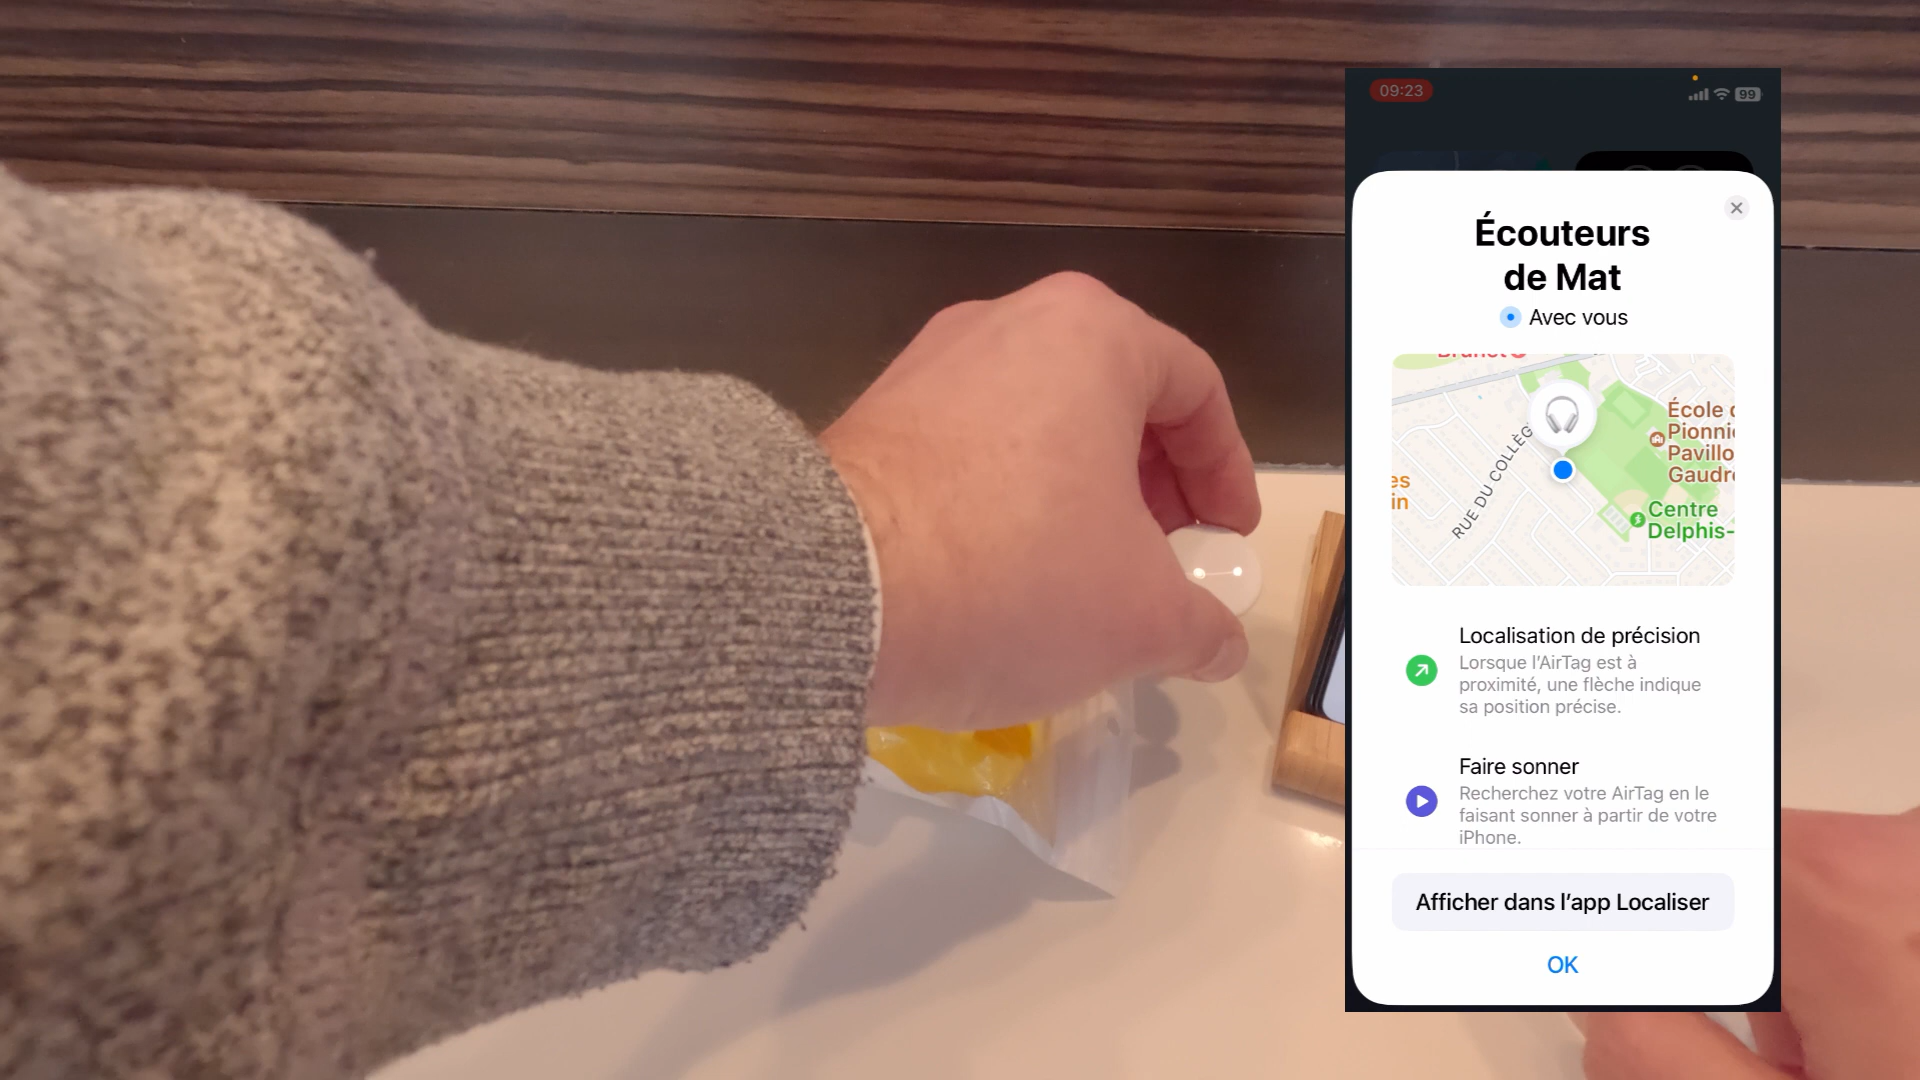 09:23
99
Écouteurs
de Mat
Avec vous
RUE DU COLLÈG
École
Centre
Localisation de précision
Lorsque l'AirTag est à
proximité, une flèche indique
sa position précise.
Faire sonner
Recherchez votre AirTag en le
faisant sonner à partir de votre
iPhone.
Afficher dans l'app Localiser
OK